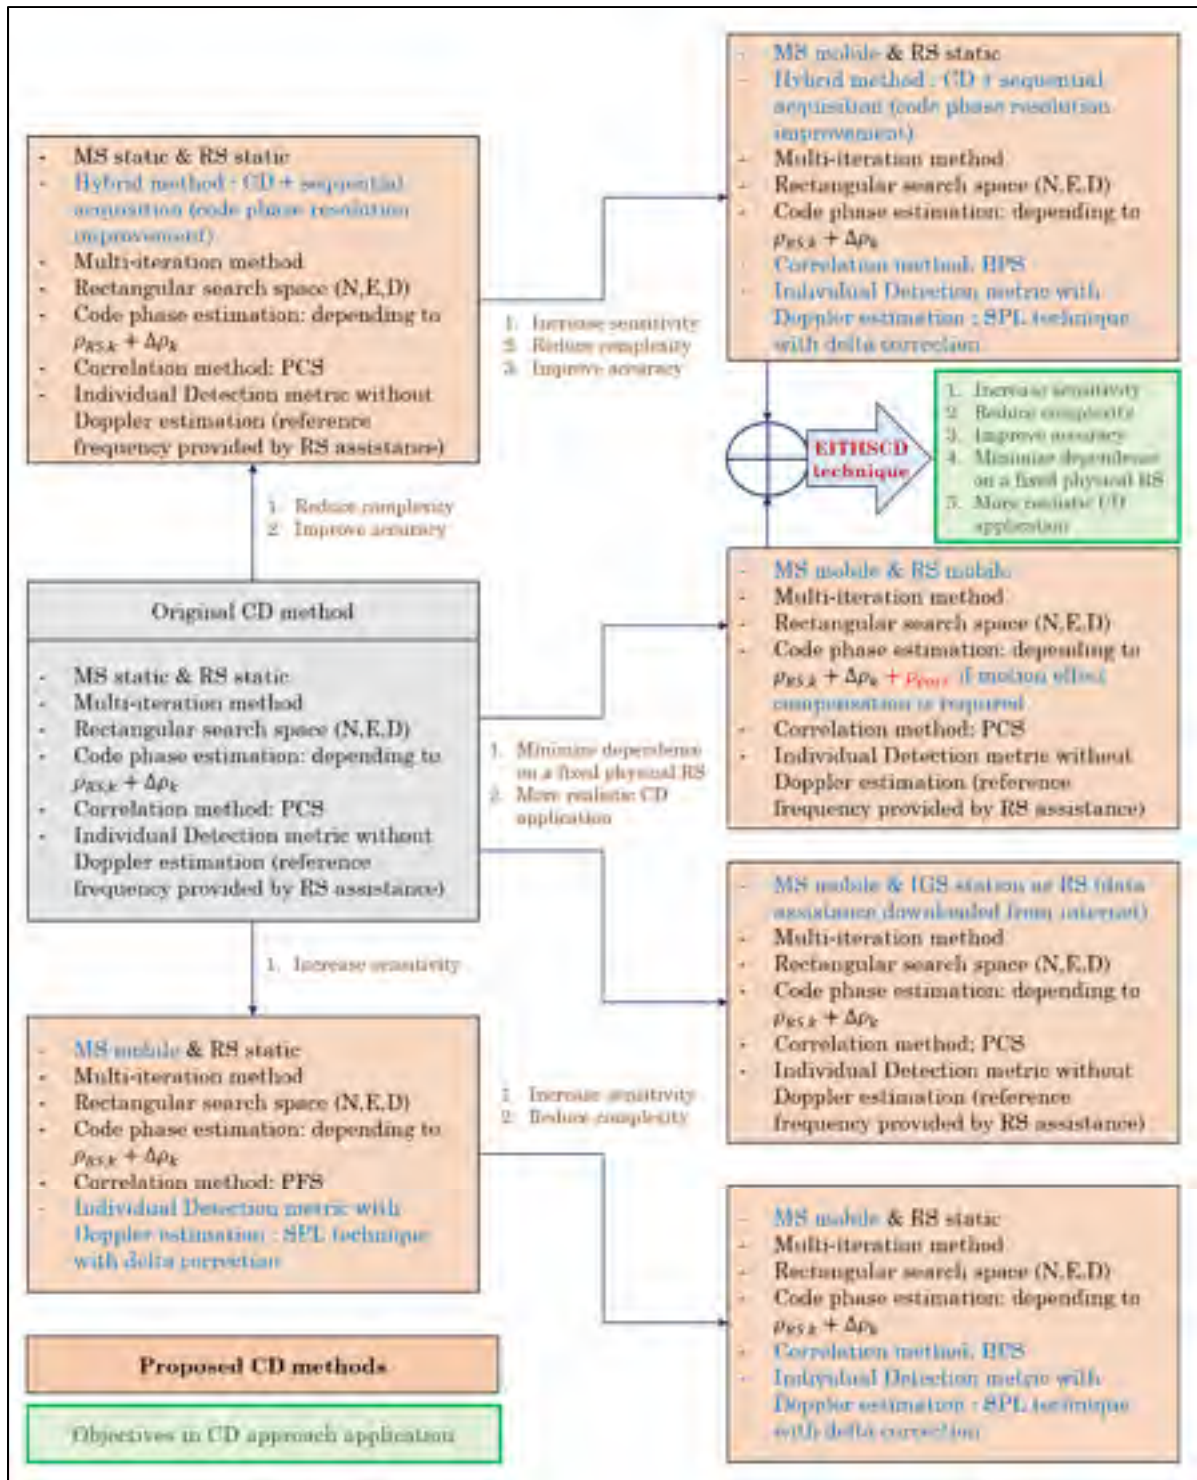 - MS mobile & RS static
- Hybrid method : CD + sequential
acquisition (code phase resolution
improvement)
- Multi-iteration method
- Rectangular search space (N,E,D)
- Code phase estimation: depending to
ρRS,k + Δρk
- Correlation method: BPS
- Individual Detection metric with
Doppler estimation : SPL technique
with delta correction
- MS static & RS static
- Hybrid method : CD + sequential
acquisition (code phase resolution
improvement)
- Multi-iteration method
- Rectangular search space (N,E,D)
- Code phase estimation: depending to
ρRS,k + Δρk
- Correlation method: PCS
- Individual Detection metric without
Doppler estimation (reference
frequency provided by RS assistance)
1. Increase sensitivity
2. Reduce complexity
3. Improve accuracy
EITHSCD
technique
1. Increase sensitivity
2. Reduce complexity
3. Improve accuracy
4. Minimize dependence
on a fixed physical RS
5. More realistic CD
application
1. Reduce complexity
2. Improve accuracy
Original CD method
- MS static & RS static
- Multi-iteration method
- Rectangular search space (N,E,D)
- Code phase estimation: depending to
ρRS,k + Δρk
- Correlation method: PCS
- Individual Detection metric without
Doppler estimation (reference
frequency provided by RS assistance)
- MS mobile & RS mobile
- Multi-iteration method
- Rectangular search space (N,E,D)
- Code phase estimation: depending to
ρRS,k + Δρk + if motion effect
compensation is required
- Correlation method: PCS
- Individual Detection metric without
Doppler estimation (reference
frequency provided by RS assistance)
1. Minimize dependence
on a fixed physical RS
2. More realistic CD
application
- MS mobile & IGS station as RS (data
assistance downloaded from internet)
- Multi-iteration method
- Rectangular search space (N,E,D)
- Code phase estimation: depending to
ρRS,k + Δρk
- Correlation method: PCS
- Individual Detection metric without
Doppler estimation (reference
frequency provided by RS assistance)
1. Increase sensitivity
- MS mobile & RS static
- Multi-iteration method
- Rectangular search space (N,E,D)
- Code phase estimation: depending to
ρRS,k + Δρk
- Correlation method: PFS
- Individual Detection metric with
Doppler estimation : SPL technique
with delta correction
1. Increase sensitivity
2. Reduce complexity
- MS mobile & RS static
- Multi-iteration method
- Rectangular search space (N,E,D)
- Code phase estimation: depending to
ρRS,k + Δρk
- Correlation method:
- Individual Detection metric with
Doppler estimation : SPL technique
with delta correction
Proposed CD methods
Objectives in CD approach application